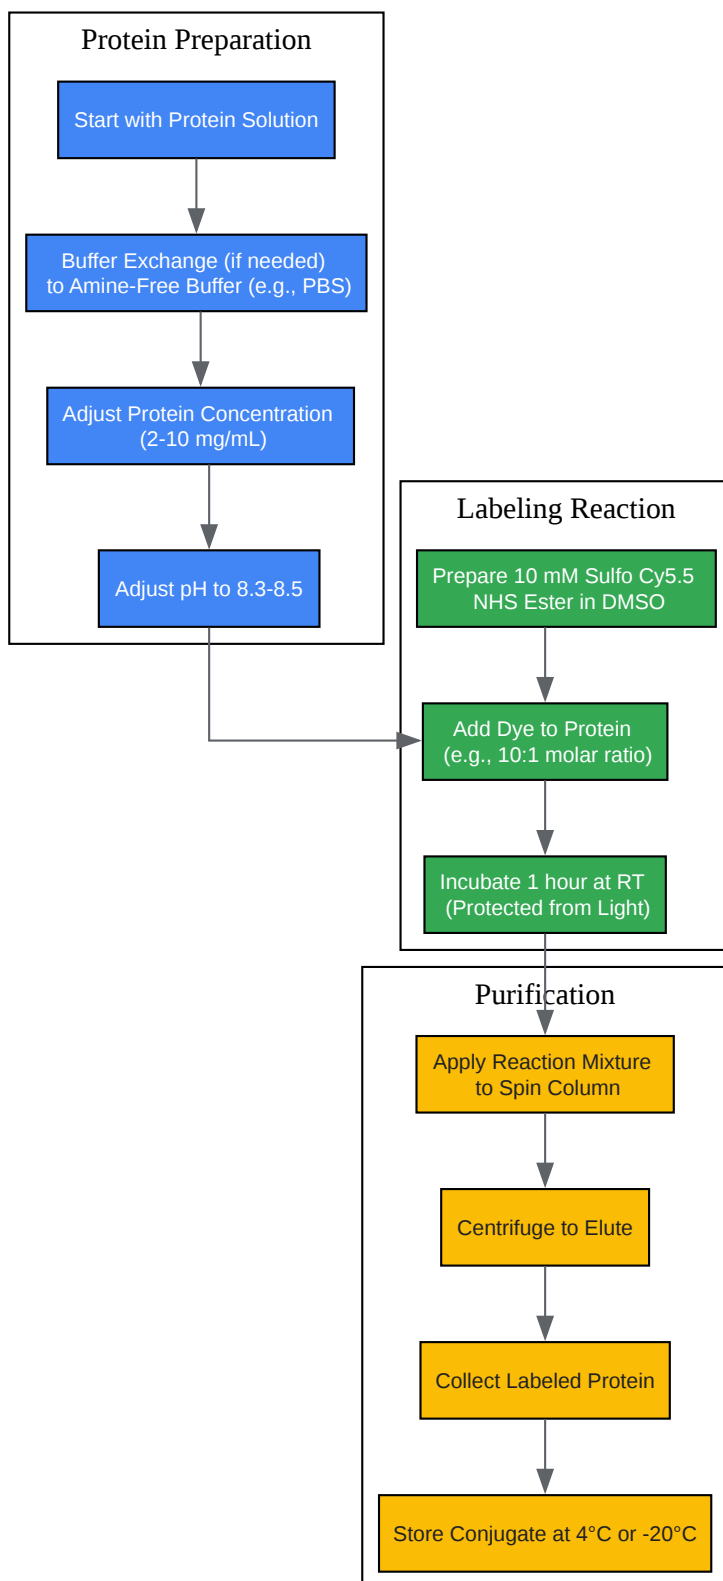 Protein Preparation
Start with Protein Solution
Buffer Exchange (if needed)
to Amine-Free Buffer (e.g., PBS)
Adjust Protein Concentration
(2-10 mg/mL)
Adjust pH to 8.3-8.5
Labeling Reaction
Prepare 10 mM Sulfo Cy5.5
NHS Ester in DMSO
Add Dye to Protein
(e.g., 10:1 molar ratio)
Incubate 1 hour at RT
(Protected from Light)
Purification
Apply Reaction Mixture
to Spin Column
Centrifuge to Elute
Collect Labeled Protein
Store Conjugate at 4°C or -20°C